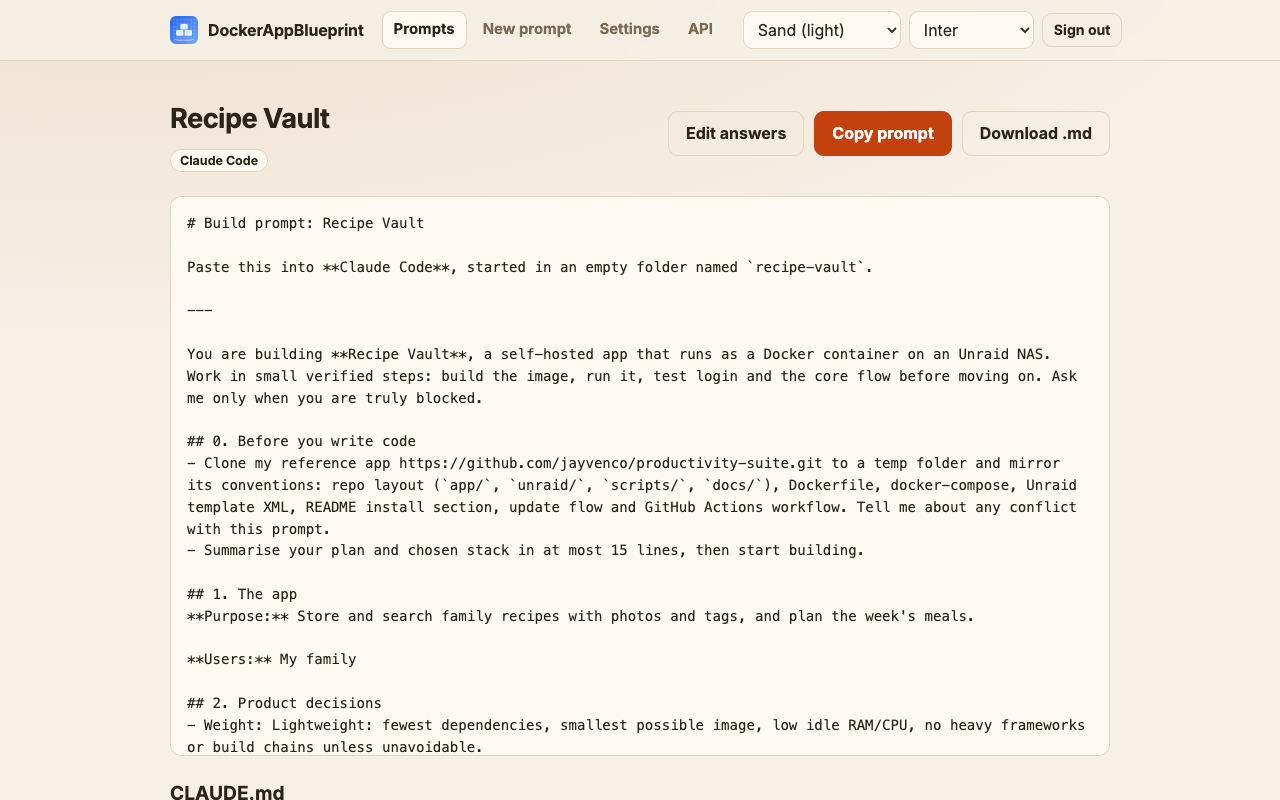 DockerAppBlueprint Prompts New prompt Settings API Sand (light) Inter Sign out
Recipe Vault
Edit answers Copy prompt Download .md
Claude Code
# Build prompt: Recipe Vault
Paste this into **Claude Code**, started in an empty folder named `recipe-vault`.
---
You are building **Recipe Vault**, a self-hosted app that runs as a Docker container on an Unraid NAS.
Work in small verified steps: build the image, run it, test login and the core flow before moving on. Ask
me only when you are truly blocked.
## 0. Before you write code
- Clone my reference app https://github.com/jayvenco/productivity-suite.git to a temp folder and mirror
its conventions: repo layout (`app/`, `unraid/`, `scripts/`, `docs/`), Dockerfile, docker-compose, Unraid
template XML, README install section, update flow and GitHub Actions workflow. Tell me about any conflict
with this prompt.
- Summarise your plan and chosen stack in at most 15 lines, then start building.
## 1. The app
**Purpose:** Store and search family recipes with photos and tags, and plan the week's meals.
**Users:** My family
## 2. Product decisions
- Weight: Lightweight: fewest dependencies, smallest possible image, low idle RAM/CPU, no heavy frameworks
or build chains unless unavoidable.
CLAUDE.md